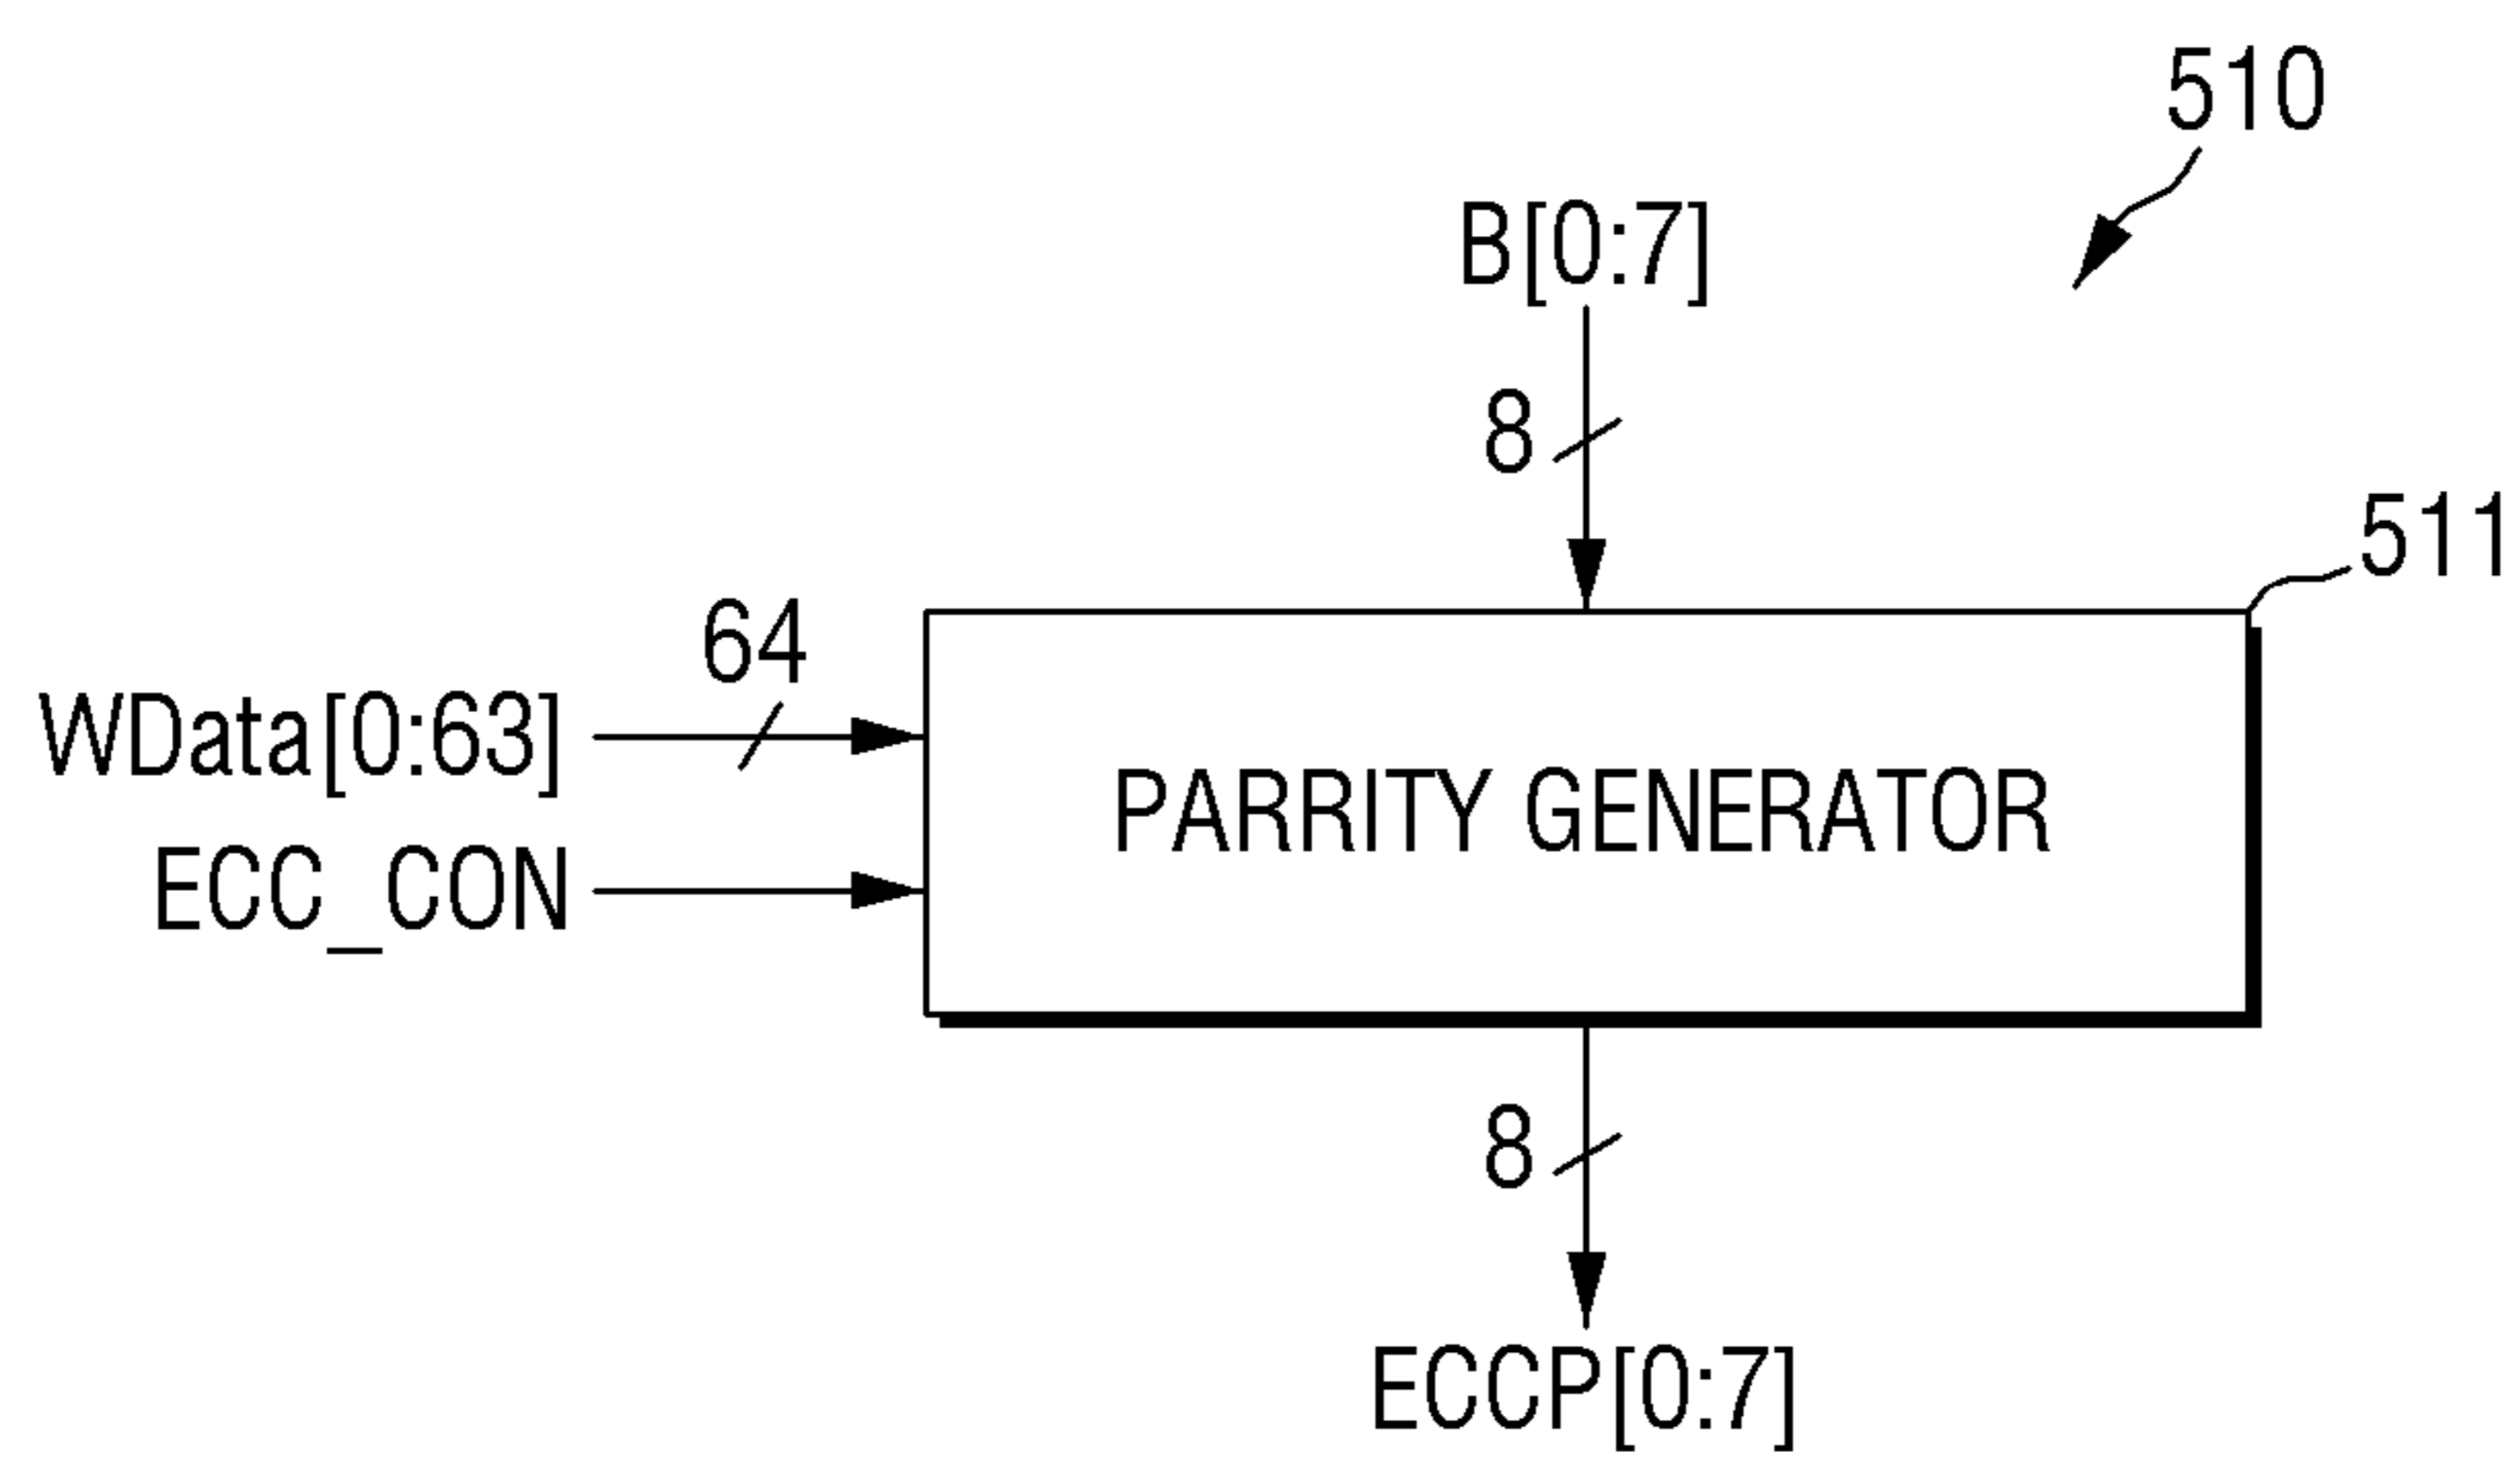 510
B[0:7]
8
511
64
WData[0:63]
ECC_CON
PARRITY GENERATOR
8
ECCP[0:7]